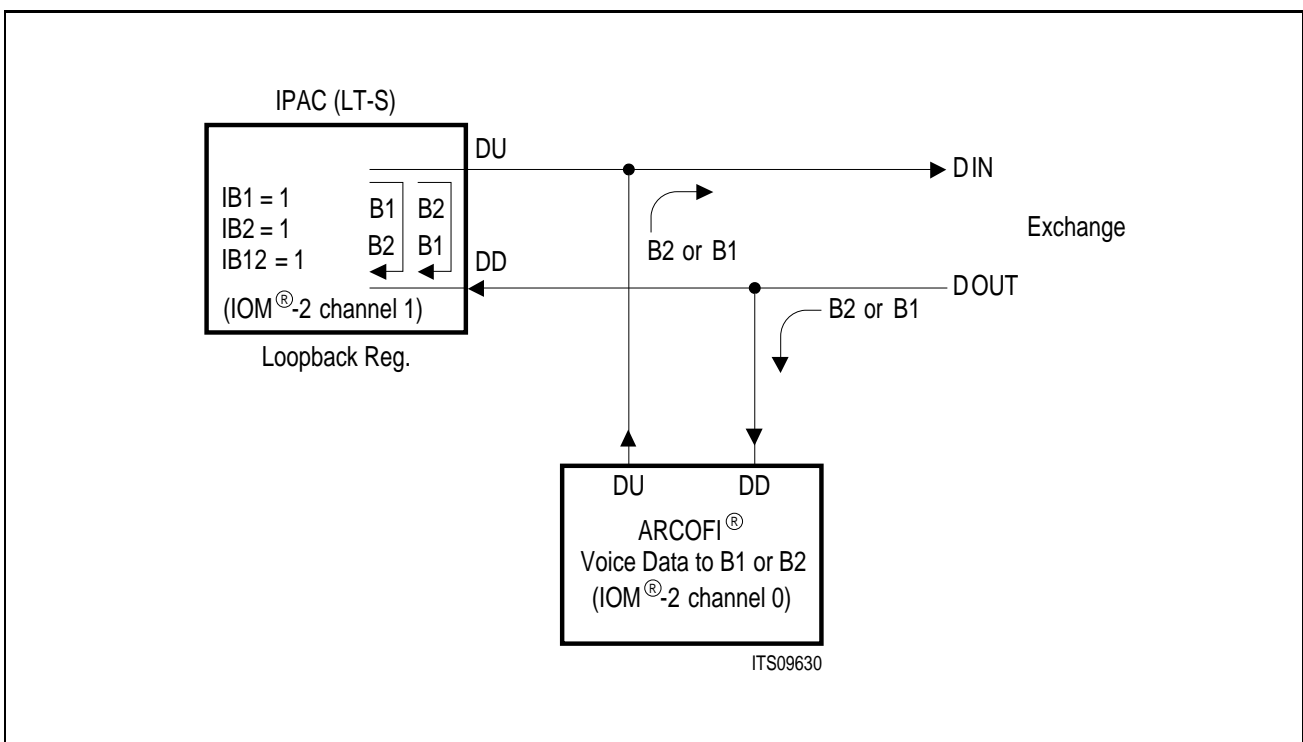 IPAC (LT-S)
DU
DIN
IB1 = 1
IB2 = 1
IB12 = 1
B1
B2
B2
B1
B2 or B1
Exchange
DD
DOUT
(IOM®-2 channel 1)
B2 or B1
Loopback Reg.
DU
DD
ARCOFI®
Voice Data to B1 or B2
(IOM®-2 channel 0)
ITS09630